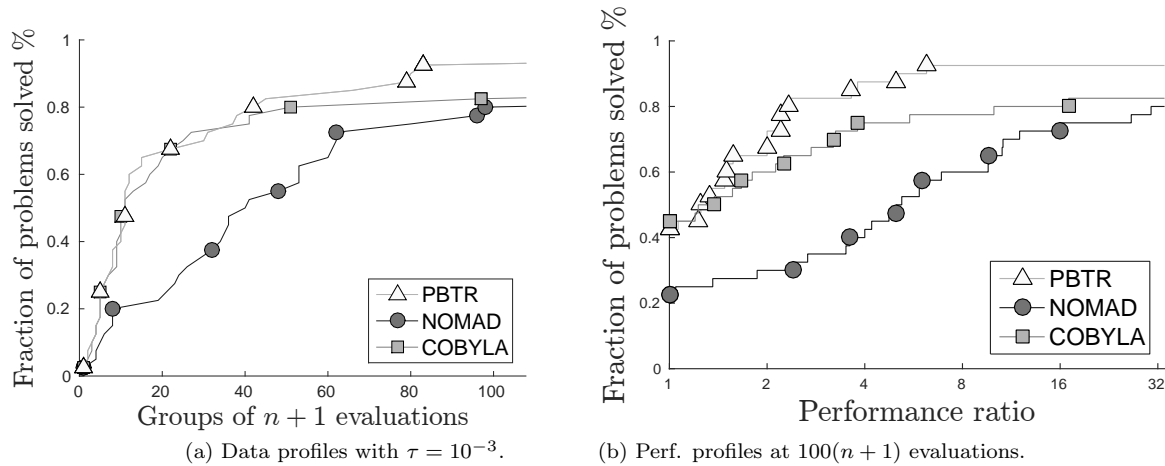 Fraction of problems solved %
1
0.8
0.6
0.4
0.2
0
0 20 40 60 80 100
PBTR
NOMAD
COBYLA
Groups of n + 1 evaluations
(a) Data profiles with τ = 10⁻³.
Fraction of problems solved %
1
0.8
0.6
0.4
0.2
0
1 2 4 8 16 32
PBTR
NOMAD
COBYLA
Performance ratio
(b) Perf. profiles at 100(n + 1) evaluations.